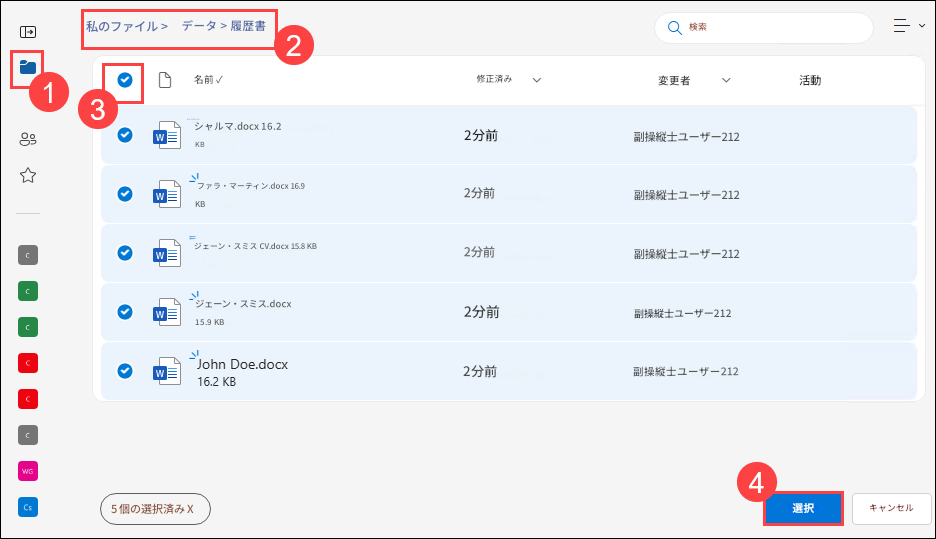 私のファイル > データ > 履歴書
検索
1
2
3
名前 ✓ 修正済み 変更者 活動
シャルマ.docx 16.2
KB
2分前 副操縦士ユーザー212
ファラ・マーティン.docx 16.9
KB
2分前 副操縦士ユーザー212
ジェーン・スミス CV.docx 15.8 KB
2分前 副操縦士ユーザー212
ジェーン・スミス.docx
15.9 KB
2分前 副操縦士ユーザー212
John Doe.docx
16.2 KB
2分前 副操縦士ユーザー212
W
W
W
W
W
C
C
C
C
C
C
WG
Cs
5個の選択済み X
4
選択 キャンセル